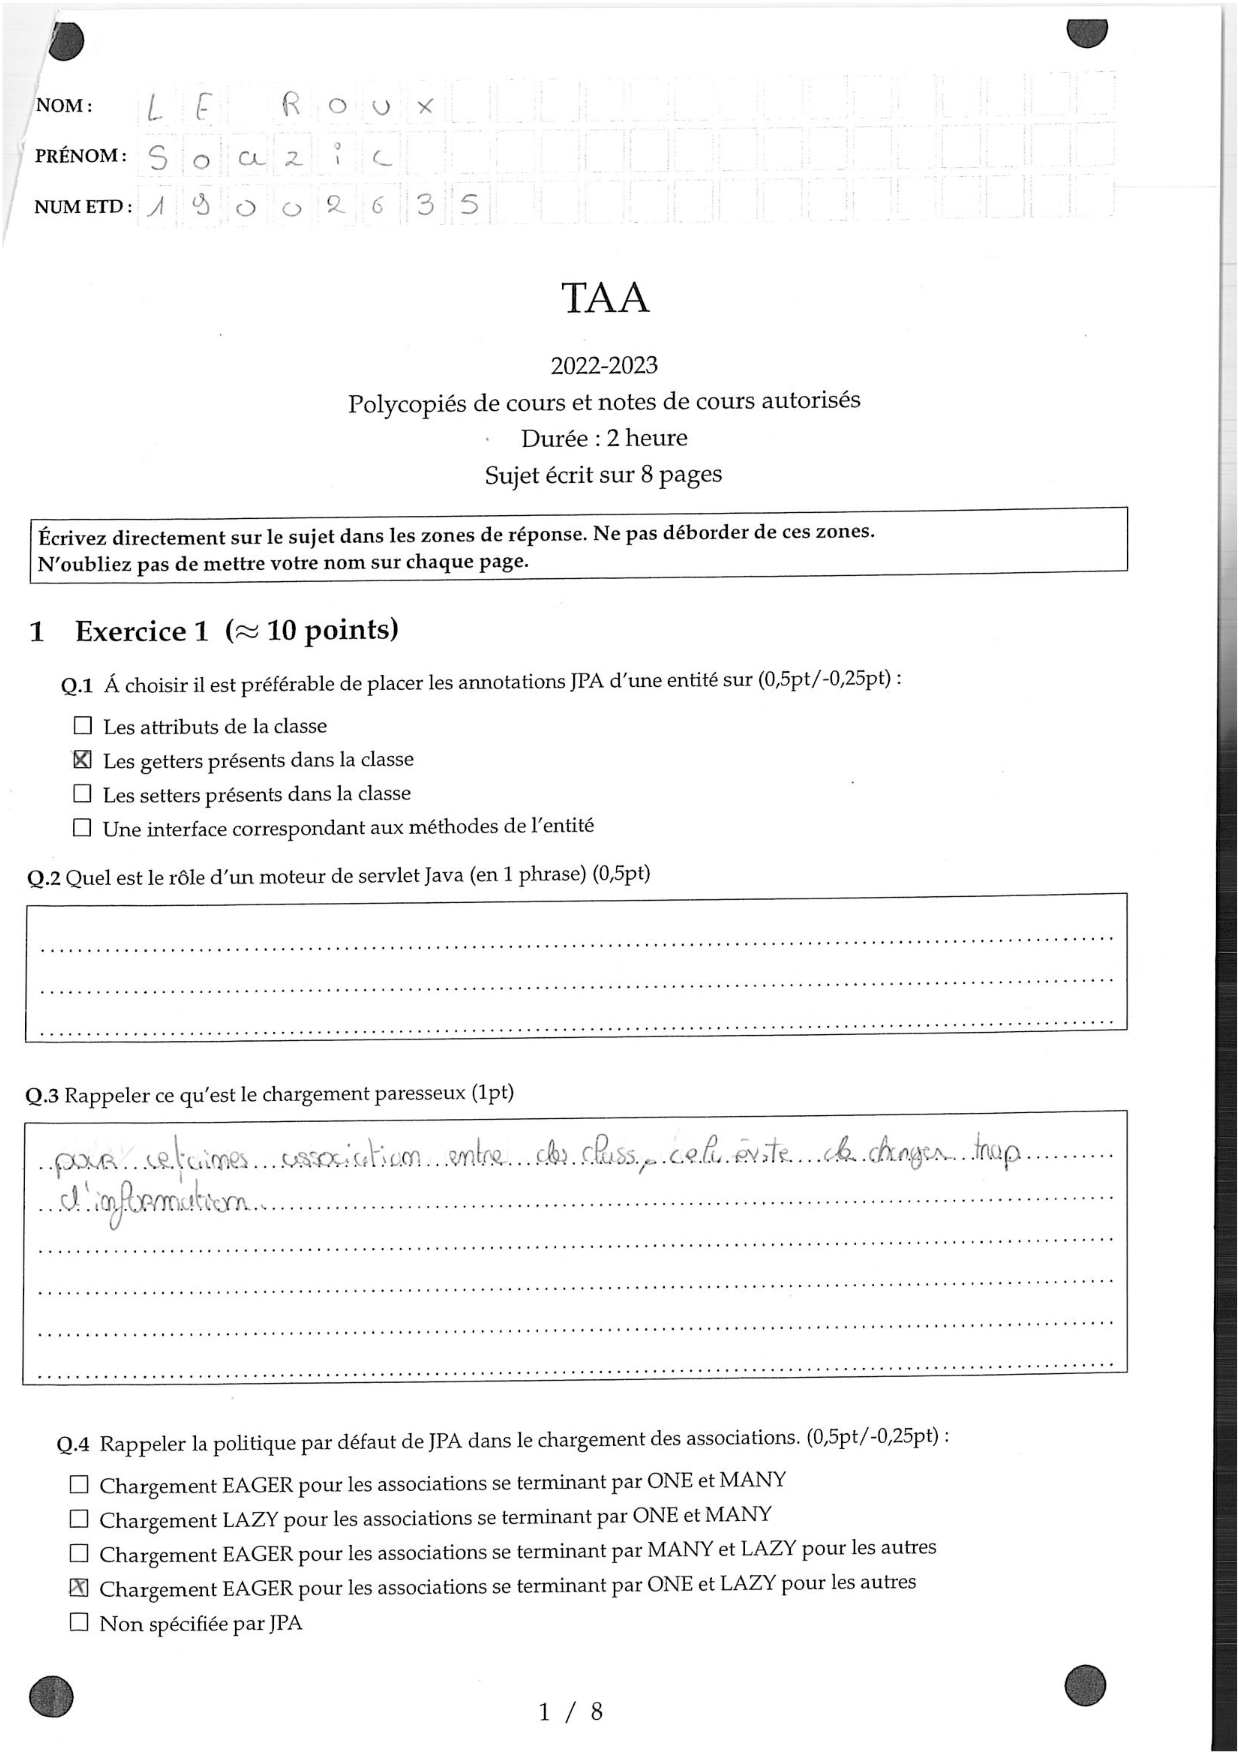 NOM : LE ROUX
PRÉNOM : Soazic
NUM ETD : 19002635
TAA
2022-2023
Polycopiés de cours et notes de cours autorisés
Durée : 2 heure
Sujet écrit sur 8 pages
Écrivez directement sur le sujet dans les zones de réponse. Ne pas déborder de ces zones.
N'oubliez pas de mettre votre nom sur chaque page.
1 Exercice 1 (≈ 10 points)
Q.1 Á choisir il est préférable de placer les annotations JPA d'une entité sur (0,5pt/-0,25pt) :
☐ Les attributs de la classe
☒ Les getters présents dans la classe
☐ Les setters présents dans la classe
☐ Une interface correspondant aux méthodes de l'entité
Q.2 Quel est le rôle d'un moteur de servlet Java (en 1 phrase) (0,5pt)
Q.3 Rappeler ce qu'est le chargement paresseux (1pt)
pour certaines association entre des class, cela évite de charger trop
d'information.
Q.4 Rappeler la politique par défaut de JPA dans le chargement des associations. (0,5pt/-0,25pt) :
☐ Chargement EAGER pour les associations se terminant par ONE et MANY
☐ Chargement LAZY pour les associations se terminant par ONE et MANY
☐ Chargement EAGER pour les associations se terminant par MANY et LAZY pour les autres
☒ Chargement EAGER pour les associations se terminant par ONE et LAZY pour les autres
☐ Non spécifiée par JPA
1 / 8